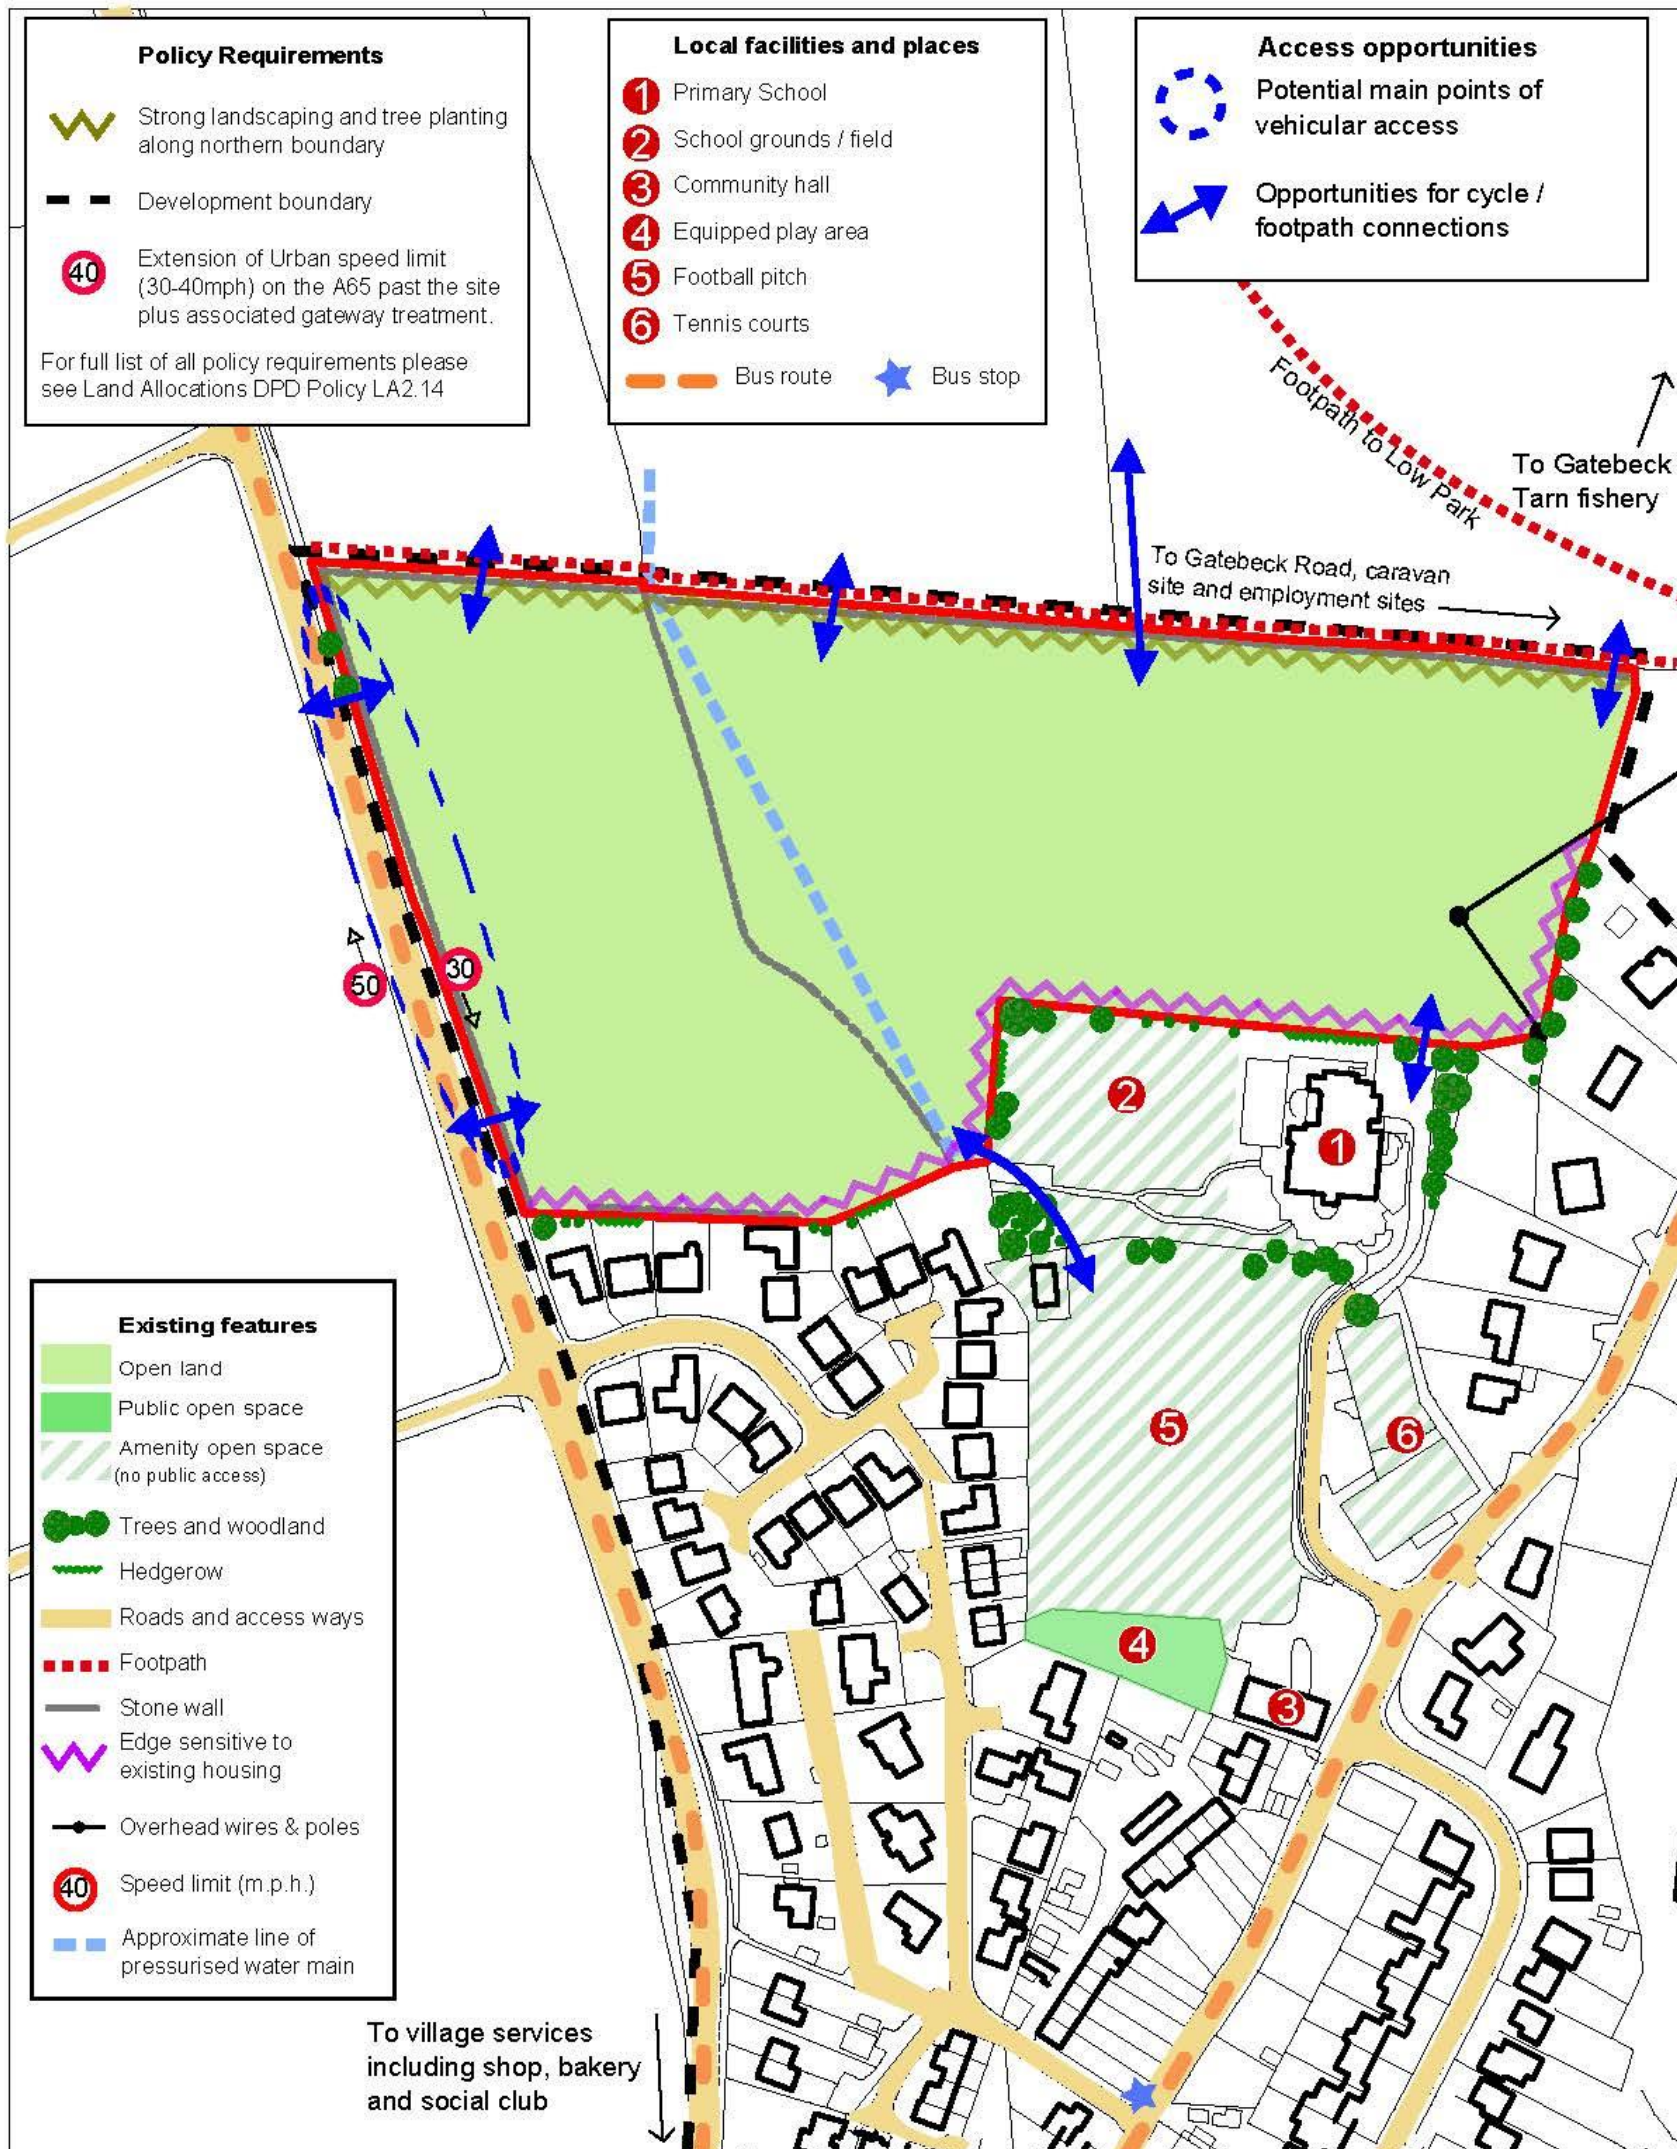 Policy Requirements
Strong landscaping and tree planting
along northern boundary
Development boundary
40
Extension of Urban speed limit
(30-40mph) on the A65 past the site
plus associated gateway treatment.
For full list of all policy requirements please
see Land Allocations DPD Policy LA2.14
Local facilities and places
1 Primary School
2 School grounds / field
3 Community hall
4 Equipped play area
5 Football pitch
6 Tennis courts
Bus route
Bus stop
Access opportunities
Potential main points of
vehicular access
Opportunities for cycle /
footpath connections
Footpath to Low Park
To Gatebeck
Tarn fishery
To Gatebeck Road, caravan
site and employment sites
50
30
2
1
5
6
4
3
Existing features
Open land
Public open space
Amenity open space
(no public access)
Trees and woodland
Hedgerow
Roads and access ways
Footpath
Stone wall
Edge sensitive to
existing housing
Overhead wires & poles
40 Speed limit (m.p.h.)
Approximate line of
pressurised water main
To village services
including shop, bakery
and social club